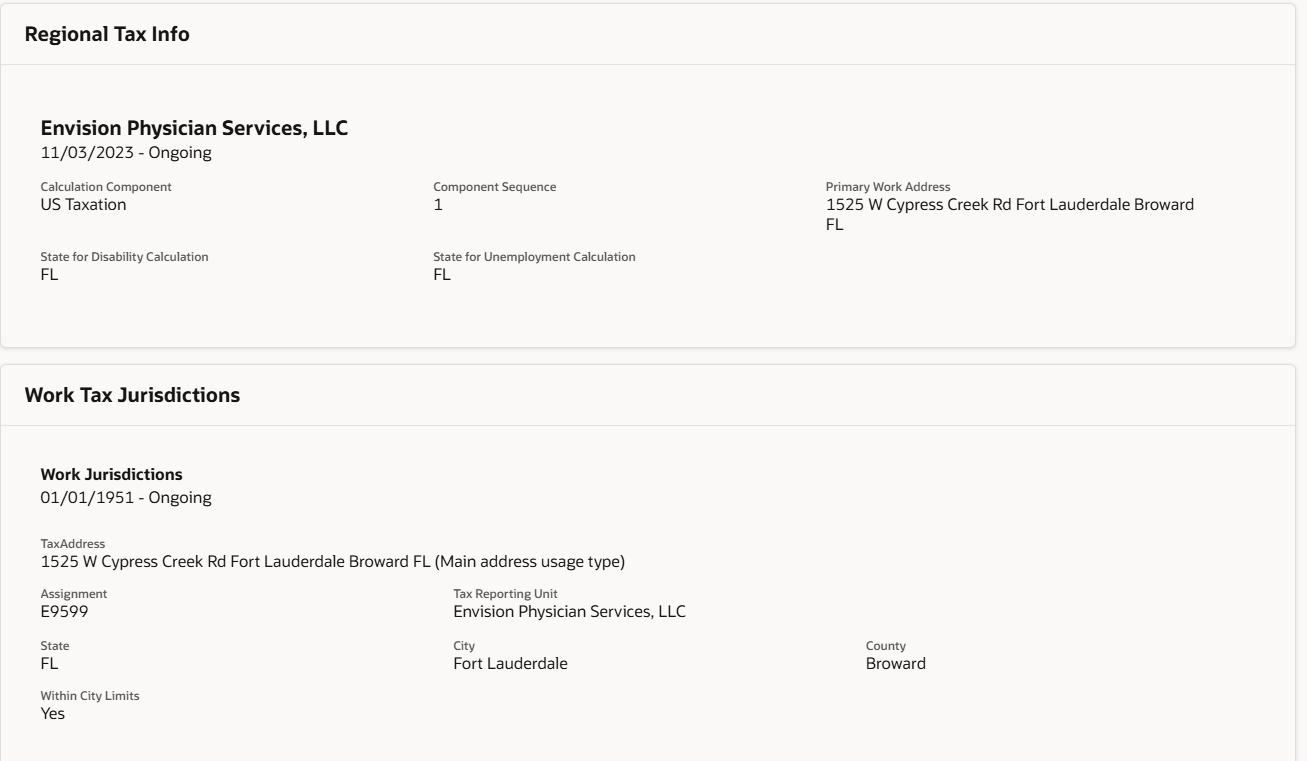 Regional Tax Info
Envision Physician Services, LLC
11/03/2023 - Ongoing
Calculation Component
US Taxation
Component Sequence
1
Primary Work Address
1525 W Cypress Creek Rd Fort Lauderdale Broward
FL
State for Disability Calculation
FL
State for Unemployment Calculation
FL
Work Tax Jurisdictions
Work Jurisdictions
01/01/1951 - Ongoing
TaxAddress
1525 W Cypress Creek Rd Fort Lauderdale Broward FL (Main address usage type)
Assignment
E9599
Tax Reporting Unit
Envision Physician Services, LLC
State
FL
City
Fort Lauderdale
County
Broward
Within City Limits
Yes